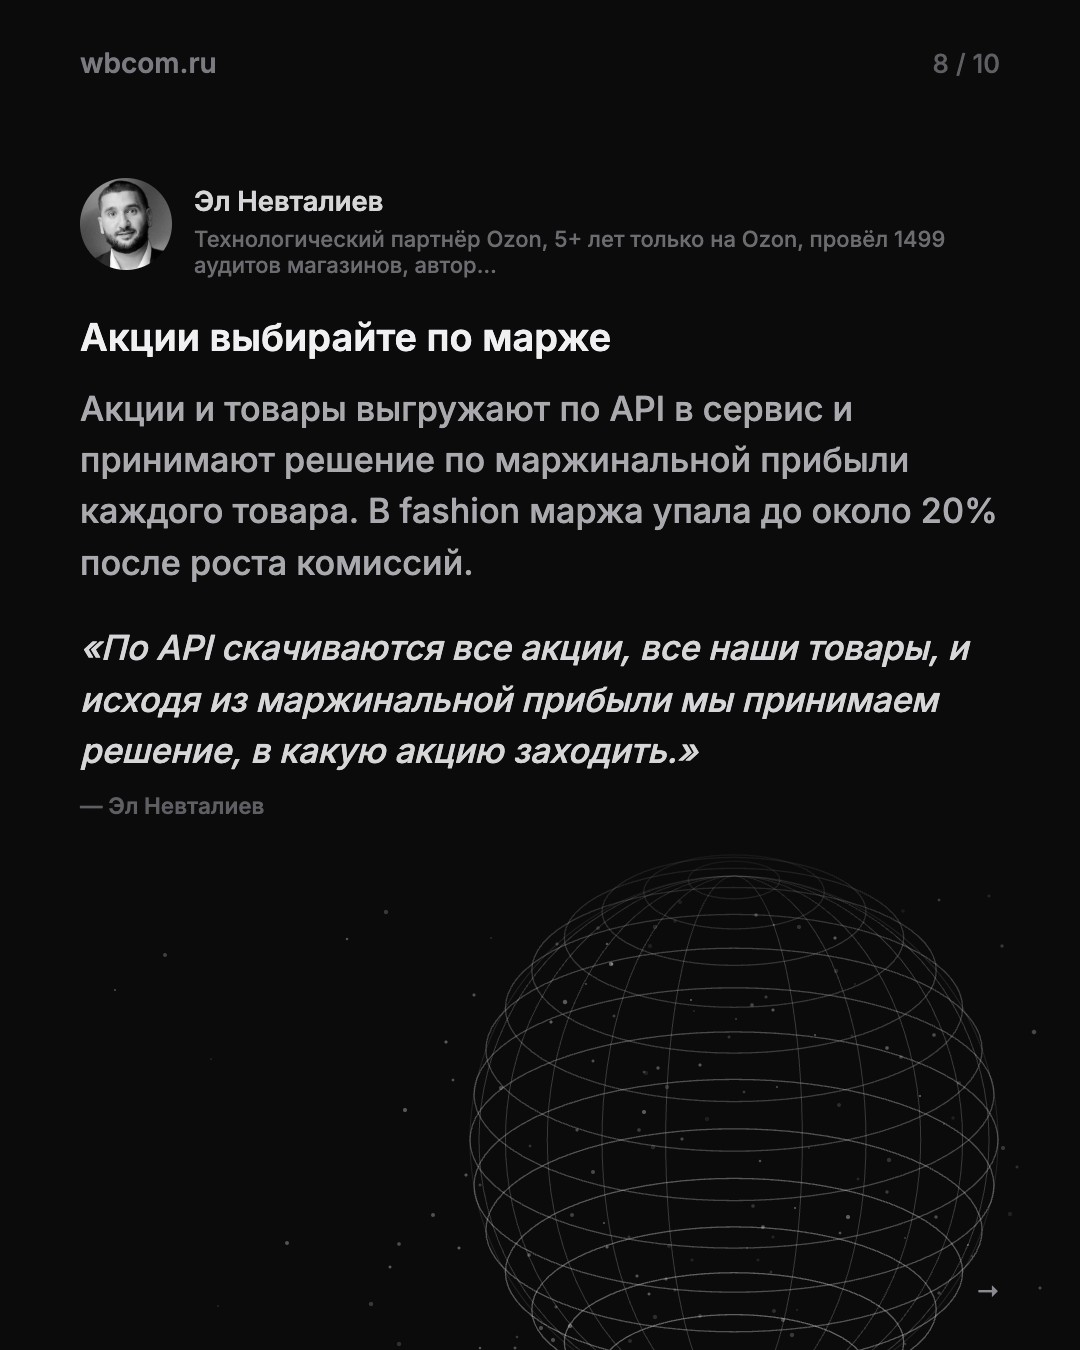 wbcom.ru
8 / 10
Эл Невталиев
Технологический партнёр Ozon, 5+ лет только на Ozon, провёл 1499
аудитов магазинов, автор...
Акции выбирайте по марже
Акции и товары выгружают по API в сервис и
принимают решение по маржинальной прибыли
каждого товара. В fashion маржа упала до около 20%
после роста комиссий.
«По API скачиваются все акции, все наши товары, и
исходя из маржинальной прибыли мы принимаем
решение, в какую акцию заходить.»
— Эл Невталиев
→